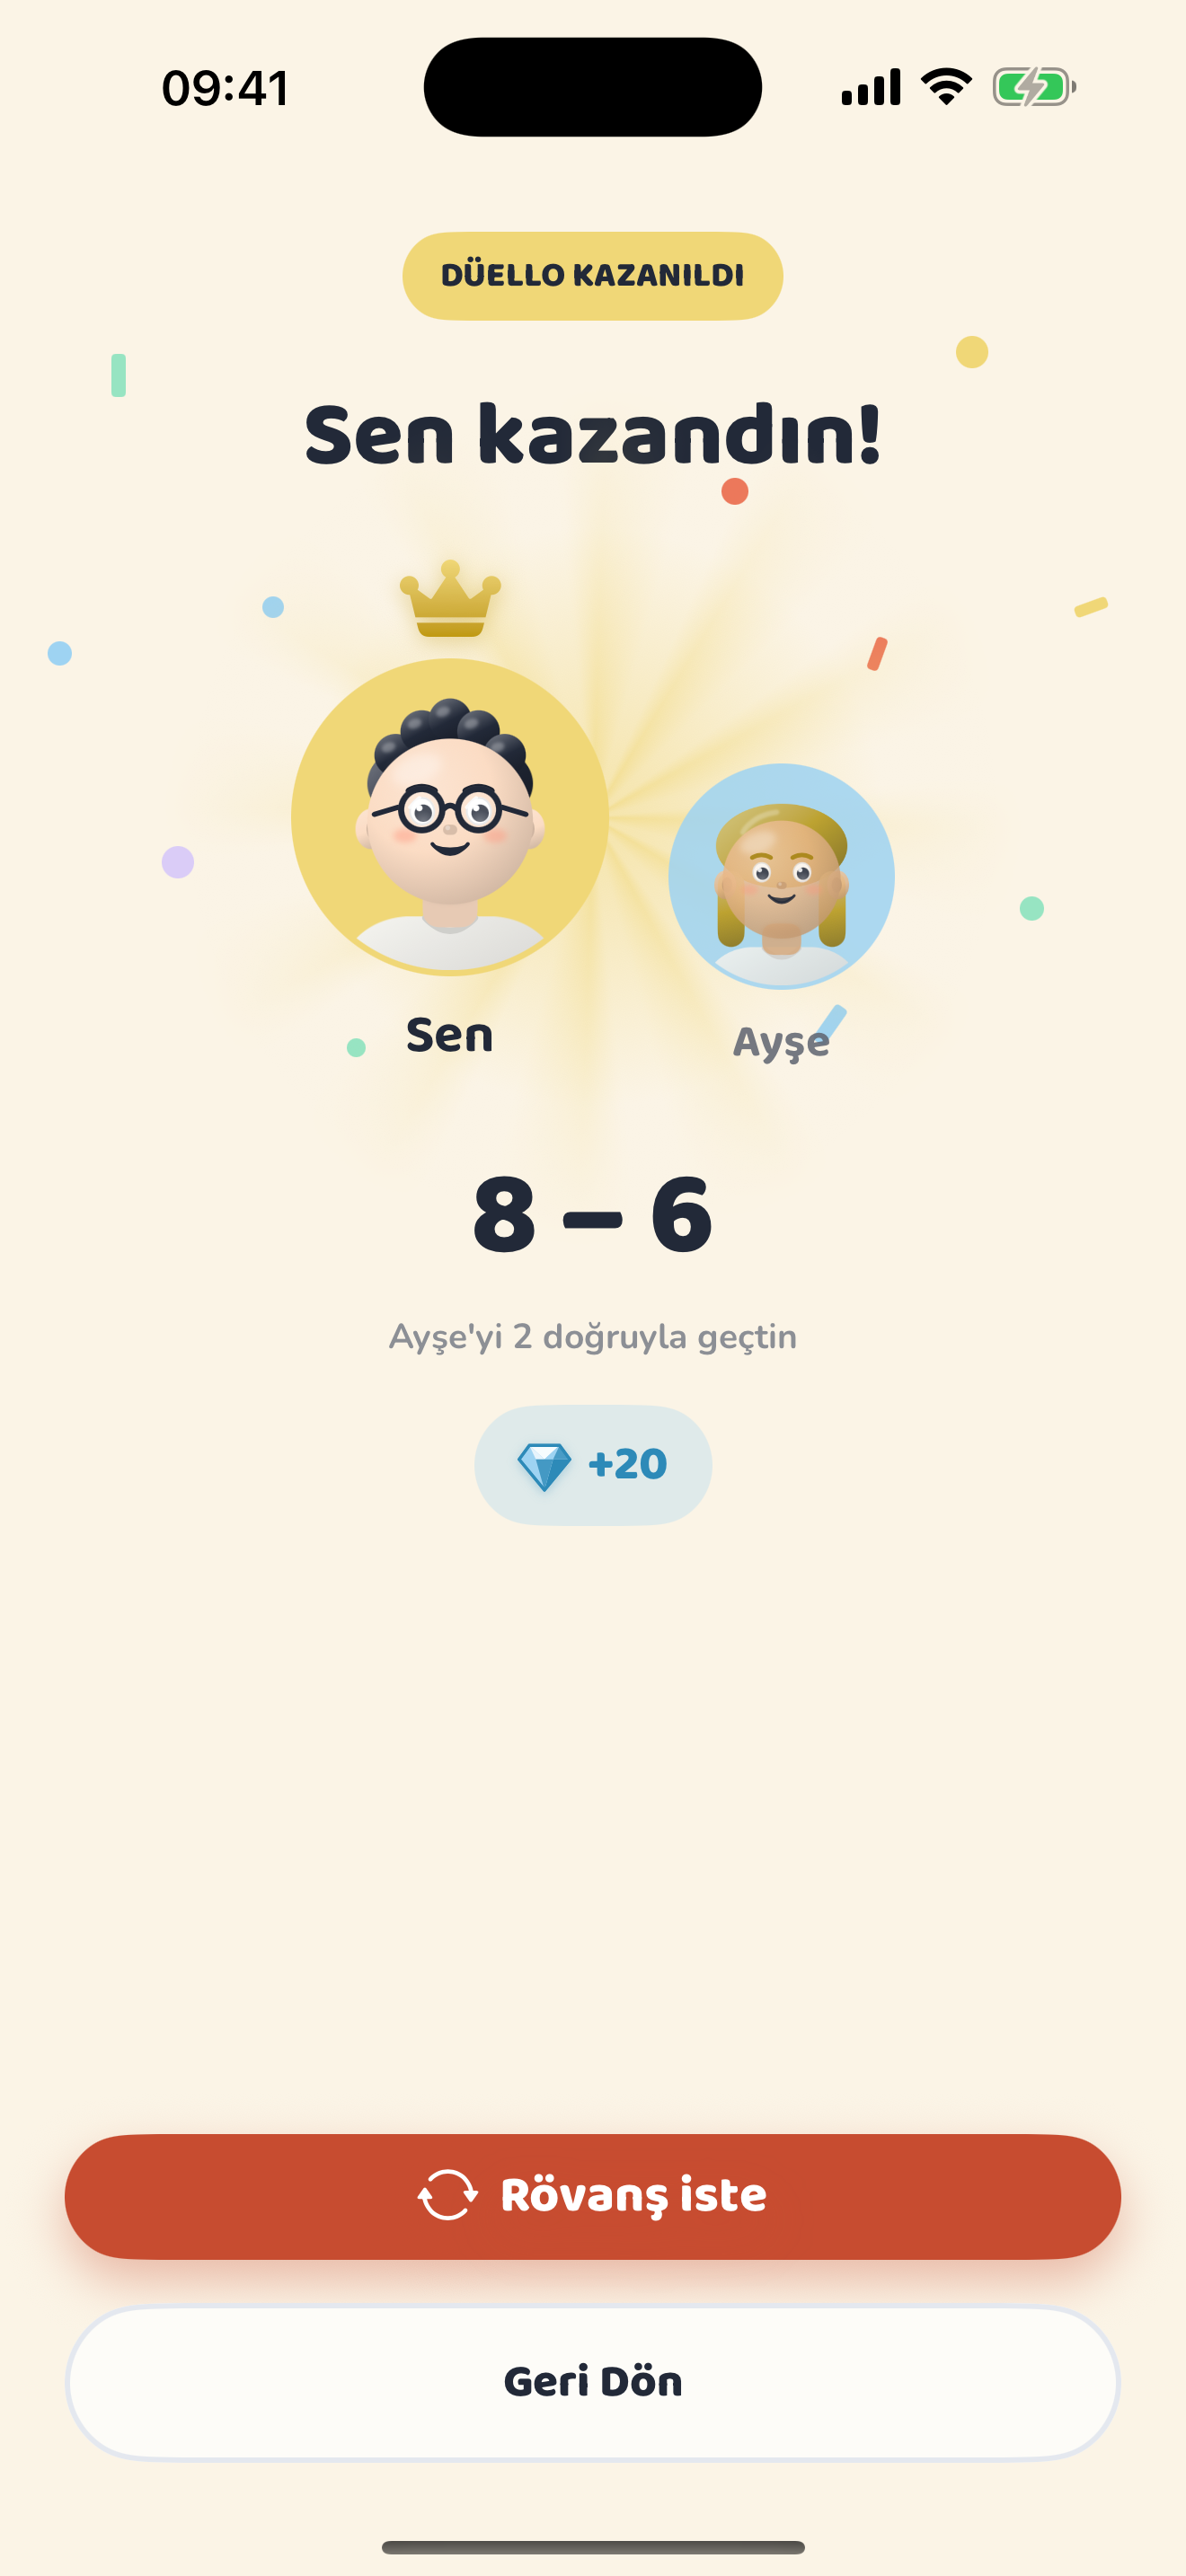 09:41
DÜELLO KAZANILDI
Sen kazandın!
Sen
Ayşe
8 – 6
Ayşe'yi 2 doğruyla geçtin
+20
Rövanş iste
Geri Dön